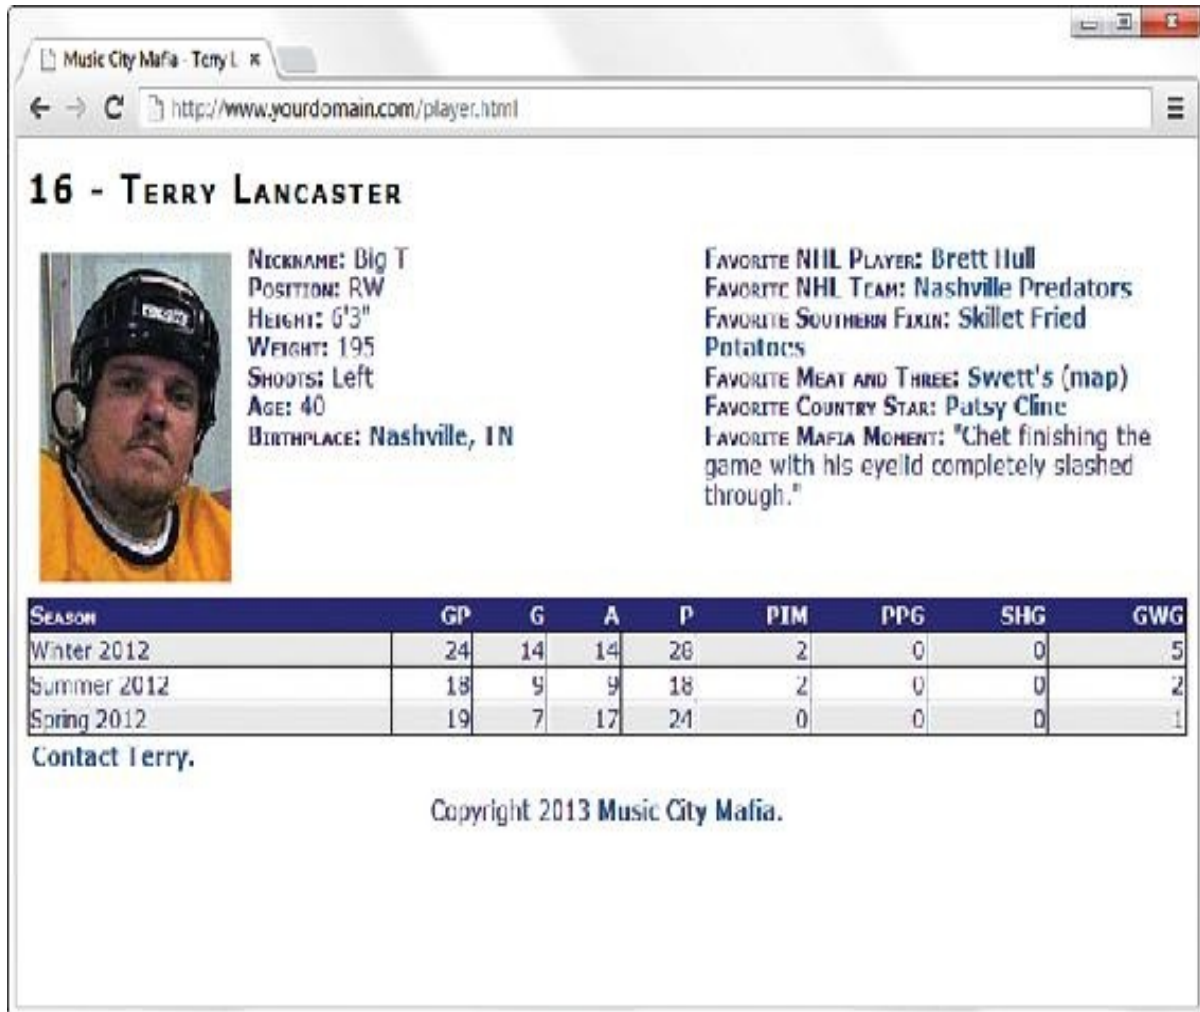 Music City Mafia - Terry L
http://www.yourdomain.com/player.html
16 - TERRY LANCASTER
NICKNAME: Big T
POSITION: RW
HEIGHT: 6'3"
WEIGHT: 195
SHOOTS: Left
AGE: 40
BIRTHPLACE: Nashville, TN
FAVORITE NHL PLAYER: Brett Hull
FAVORITE NHL TEAM: Nashville Predators
FAVORITE SOUTHERN FIXIN: Skillet Fried
Potatoes
FAVORITE MEAT AND THREE: Swett's (map)
FAVORITE COUNTRY STAR: Patsy Cline
FAVORITE MAFIA MOMENT: "Chet finishing the
game with his eyelid completely slashed
through."
SEASON GP G A P PIM PPG SHG GWG
Winter 2012 24 14 14 28 2 0 0 5
Summer 2012 18 9 9 18 2 0 0 2
Spring 2012 19 7 17 24 0 0 0 1
Contact Terry.
Copyright 2013 Music City Mafia.